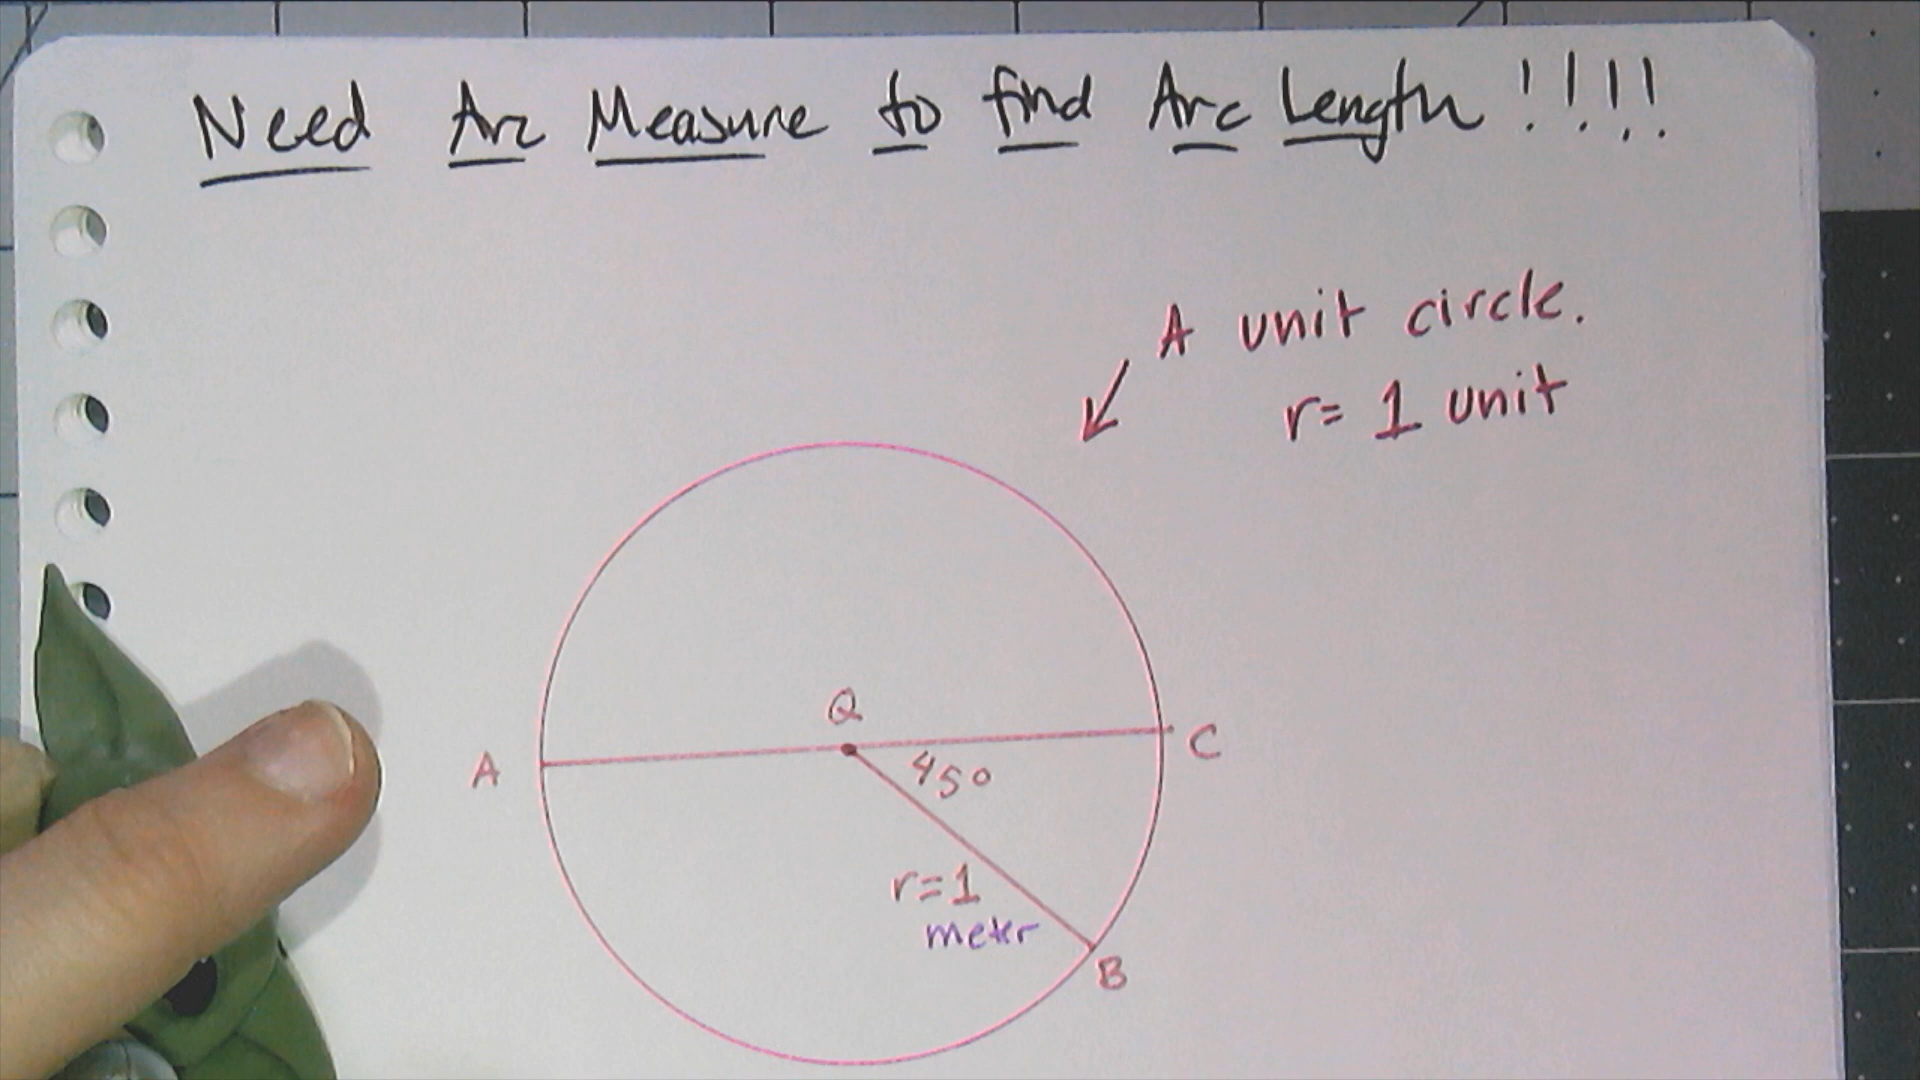 Need Arc Measure to find Arc Length !!!!
A unit circle.
r= 1 unit
Q
A
C
45°
r=1
meter
B